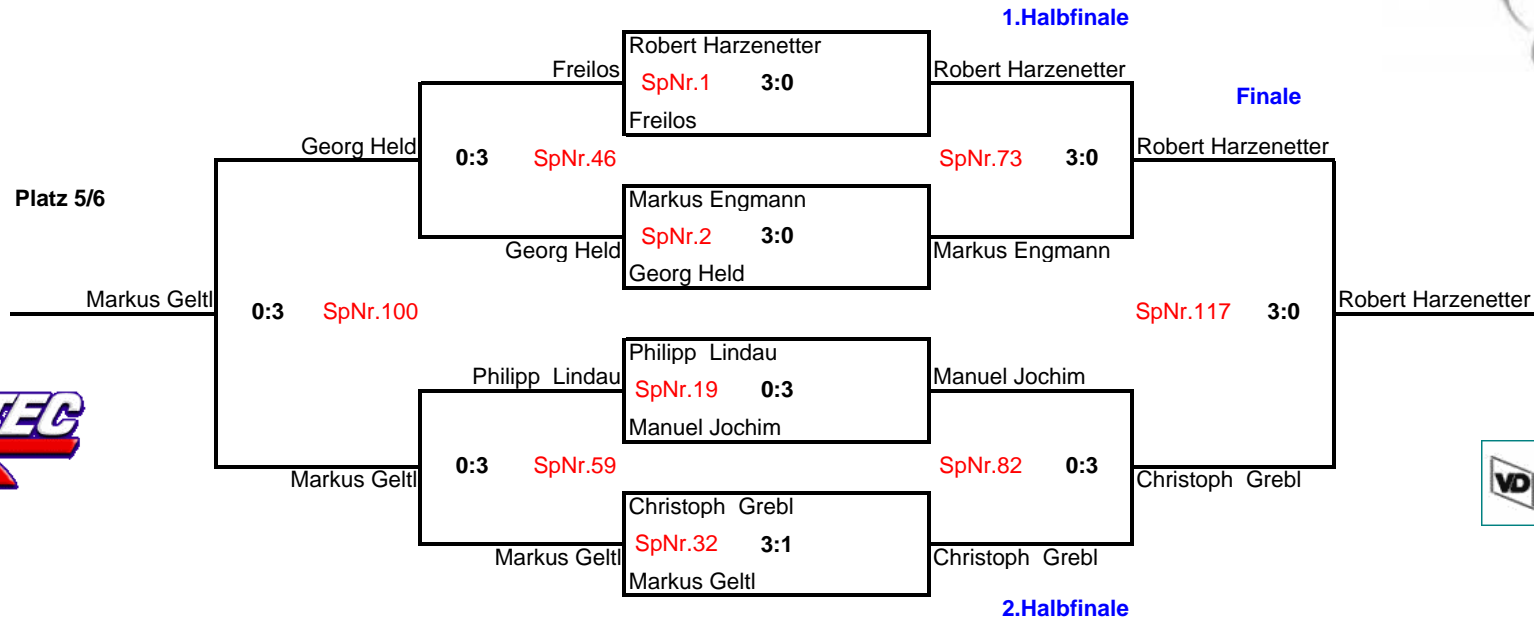 1.Halbfinale
Robert Harzenetter
Freilos
SpNr.1 3:0
Robert Harzenetter
Freilos
Finale
Georg Held
0:3 SpNr.46
SpNr.73 3:0
Robert Harzenetter
Platz 5/6
Markus Engmann
SpNr.2 3:0
Georg Held
Markus Engmann
Georg Held
Markus Geltl
0:3 SpNr.100
SpNr.117 3:0
Robert Harzenetter
Philipp Lindau
Philipp Lindau
SpNr.19 0:3
Manuel Jochim
Manuel Jochim
TEC
Markus Geltl
0:3 SpNr.59
SpNr.82 0:3
Christoph Grebl
VD
Christoph Grebl
SpNr.32 3:1
Markus Geltl
Christoph Grebl
Markus Geltl
2.Halbfinale